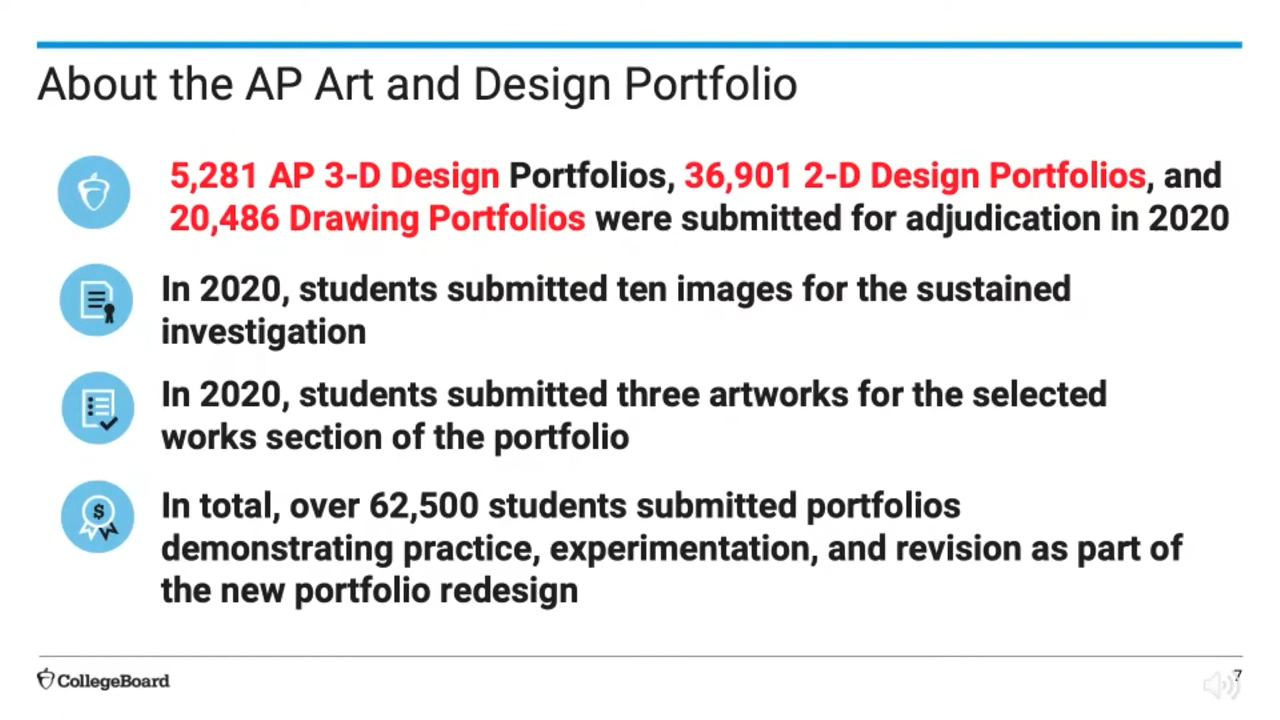 About the AP Art and Design Portfolio
5,281 AP 3-D Design Portfolios, 36,901 2-D Design Portfolios, and
20,486 Drawing Portfolios were submitted for adjudication in 2020
In 2020, students submitted ten images for the sustained
investigation
In 2020, students submitted three artworks for the selected
works section of the portfolio
$
In total, over 62,500 students submitted portfolios
demonstrating practice, experimentation, and revision as part of
the new portfolio redesign
CollegeBoard
7